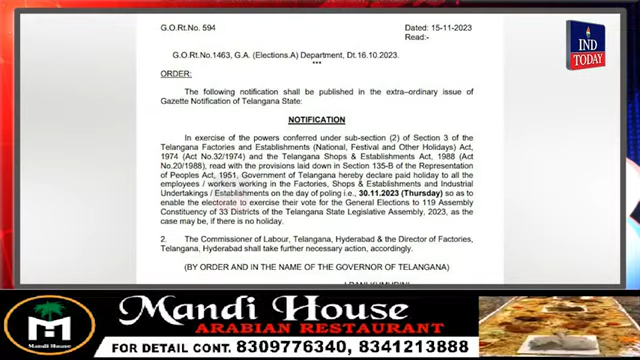 G.O.Rt.No. 594
Dated: 15-11-2023
Read:-
G.O.Rt.No.1463, G.A. (Elections.A) Department, Dt.16.10.2023.
***
ORDER:
The following notification shall be published in the extra–ordinary issue of
Gazette Notification of Telangana State:
NOTIFICATION
In exercise of the powers conferred under sub-section (2) of Section 3 of the
Telangana Factories and Establishments (National, Festival and Other Holidays) Act,
1974 (Act No.32/1974) and the Telangana Shops & Establishments Act, 1988 (Act
No.20/1988), read with the provisions laid down in Section 135-B of the Representation
of Peoples Act, 1951, Government of Telangana hereby declare paid holiday to all the
employees / workers working in the Factories, Shops & Establishments and Industrial
Undertakings / Establishments on the day of poling i.e., 30.11.2023 (Thursday) so as to
enable the electorate to exercise their vote for the General Elections to 119 Assembly
Constituency of 33 Districts of the Telangana State Legislative Assembly, 2023, as the
case may be, if there is no holiday.
2. The Commissioner of Labour, Telangana, Hyderabad & the Director of Factories,
Telangana, Hyderabad shall take further necessary action, accordingly.
(BY ORDER AND IN THE NAME OF THE GOVERNOR OF TELANGANA)
IND
TODAY
M
Mandi House
Mandi House
ARABIAN RESTAURANT
FOR DETAIL CONT. 8309776340, 8341213888